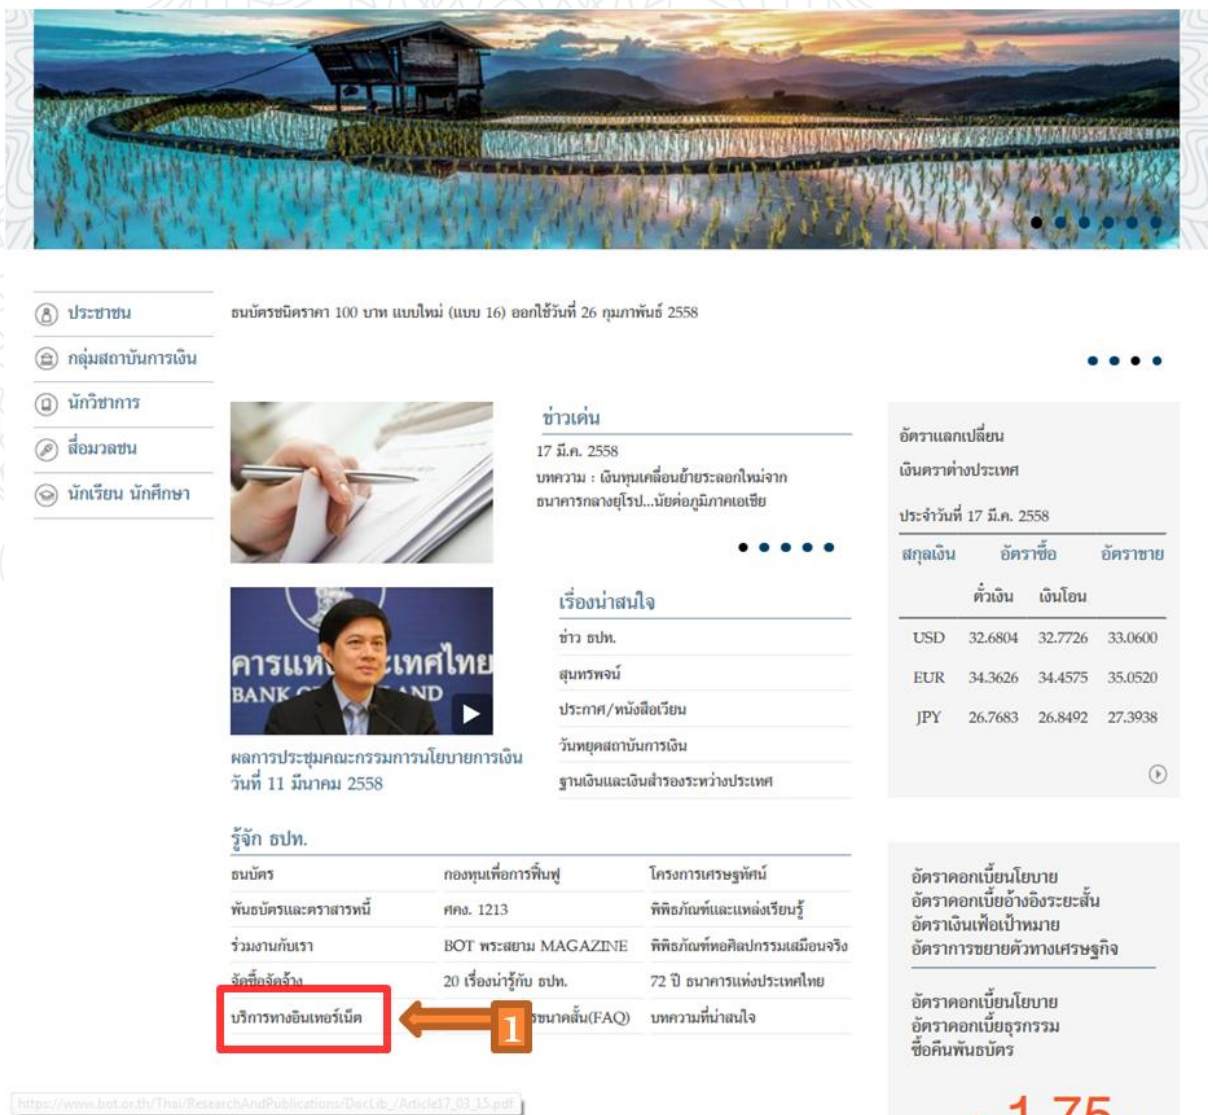 ธนบัตรชนิดราคา 100 บาท แบบใหม่ (แบบ 16) ออกใช้วันที่ 26 กุมภาพันธ์ 2558
ประชาชน
กลุ่มสถาบันการเงิน
นักวิชาการ
สื่อมวลชน
นักเรียน นักศึกษา
ข่าวเด่น
17 มี.ค. 2558
บทความ : เงินทุนเคลื่อนย้ายระลอกใหม่จาก
ธนาคารกลางยุโรป...นัยต่อภูมิภาคเอเชีย
คารแห
เทศไทย
BANK
AND
ผลการประชุมคณะกรรมการนโยบายการเงิน
วันที่ 11 มีนาคม 2558
เรื่องน่าสนใจ
ข่าว ธปท.
สุนทรพจน์
ประกาศ/หนังสือเวียน
วันหยุดสถาบันการเงิน
ฐานเงินและเงินสำรองระหว่างประเทศ
อัตราแลกเปลี่ยน
เงินตราต่างประเทศ
ประจำวันที่ 17 มี.ค. 2558
สกุลเงิน อัตราซื้อ อัตราขาย
ตั๋วเงิน เงินโอน
USD 32.6804 32.7726 33.0600
EUR 34.3626 34.4575 35.0520
JPY 26.7683 26.8492 27.3938
รู้จัก ธปท.
ธนบัตร กองทุนเพื่อการฟื้นฟู โครงการเศรษฐทัศน์
พันธบัตรและตราสารหนี้ ศคง. 1213 พิพิธภัณฑ์และแหล่งเรียนรู้
ร่วมงานกับเรา BOT พระสยาม MAGAZINE พิพิธภัณฑ์หอศิลปกรรมเสมือนจริง
จัดซื้อจัดจ้าง 20 เรื่องน่ารู้กับ ธปท. 72 ปี ธนาคารแห่งประเทศไทย
บริการทางอินเทอร์เน็ต 1 รขนาดสั้น(FAQ) บทความที่น่าสนใจ
อัตราดอกเบี้ยนโยบาย
อัตราดอกเบี้ยอ้างอิงระยะสั้น
อัตราเงินเฟ้อเป้าหมาย
อัตราการขยายตัวทางเศรษฐกิจ
อัตราดอกเบี้ยนโยบาย
อัตราดอกเบี้ยธุรกรรม
ซื้อคืนพันธบัตร
1.75
https://www.bot.or.th/Thai/ResearchAndPublications/DocLib_/Article17_03_15.pdf